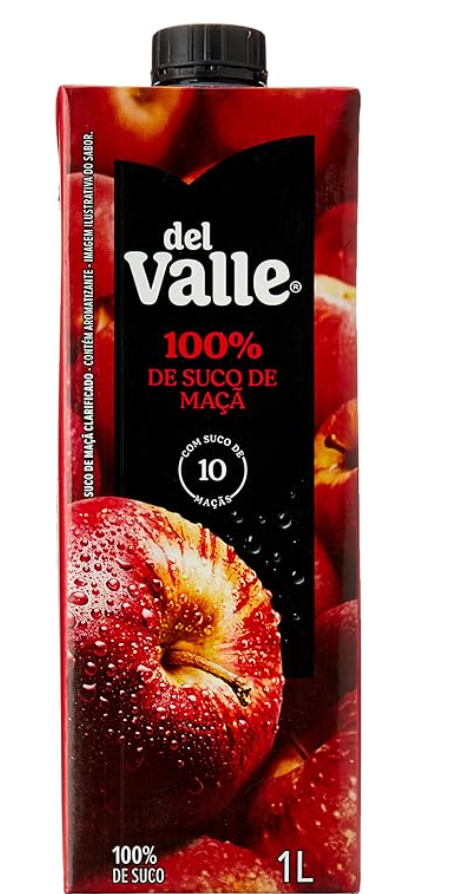 del
Valle®
100%
DE SUCO DE
MAÇÃ
COM SUCO DE
10
MAÇÃS
SUCO DE MAÇÃ CLARIFICADO - CONTÉM AROMATIZANTE - IMAGEM ILUSTRATIVA DO SABOR.
100%
DE SUCO
1L